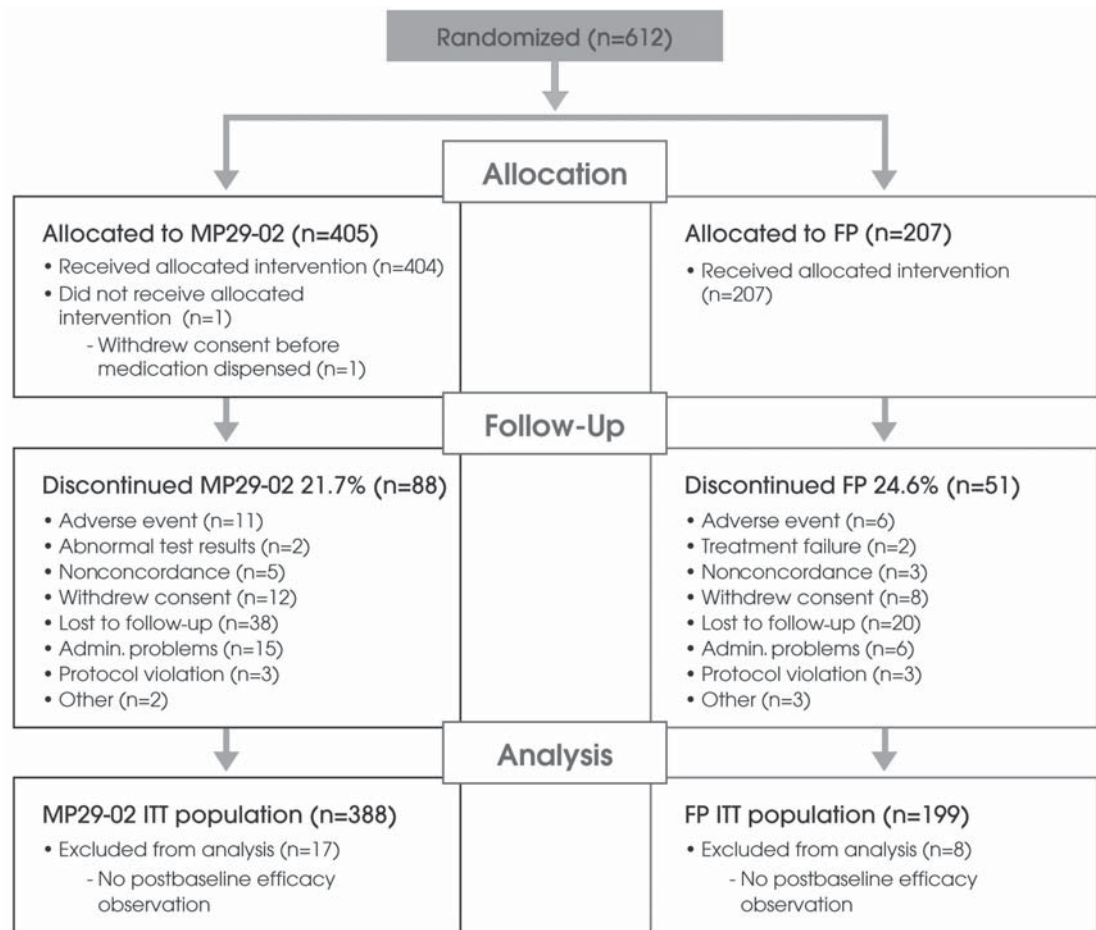 Randomized (n=612)
Allocation
Allocated to MP29-02 (n=405)
• Received allocated intervention (n=404)
• Did not receive allocated
intervention (n=1)
- Withdrew consent before
medication dispensed (n=1)
Allocated to FP (n=207)
• Received allocated intervention
(n=207)
Follow-Up
Discontinued MP29-02 21.7% (n=88)
• Adverse event (n=11)
• Abnormal test results (n=2)
• Nonconcordance (n=5)
• Withdrew consent (n=12)
• Lost to follow-up (n=38)
• Admin. problems (n=15)
• Protocol violation (n=3)
• Other (n=2)
Discontinued FP 24.6% (n=51)
• Adverse event (n=6)
• Treatment failure (n=2)
• Nonconcordance (n=3)
• Withdrew consent (n=8)
• Lost to follow-up (n=20)
• Admin. problems (n=6)
• Protocol violation (n=3)
• Other (n=3)
Analysis
MP29-02 ITT population (n=388)
• Excluded from analysis (n=17)
- No postbaseline efficacy
observation
FP ITT population (n=199)
• Excluded from analysis (n=8)
- No postbaseline efficacy
observation